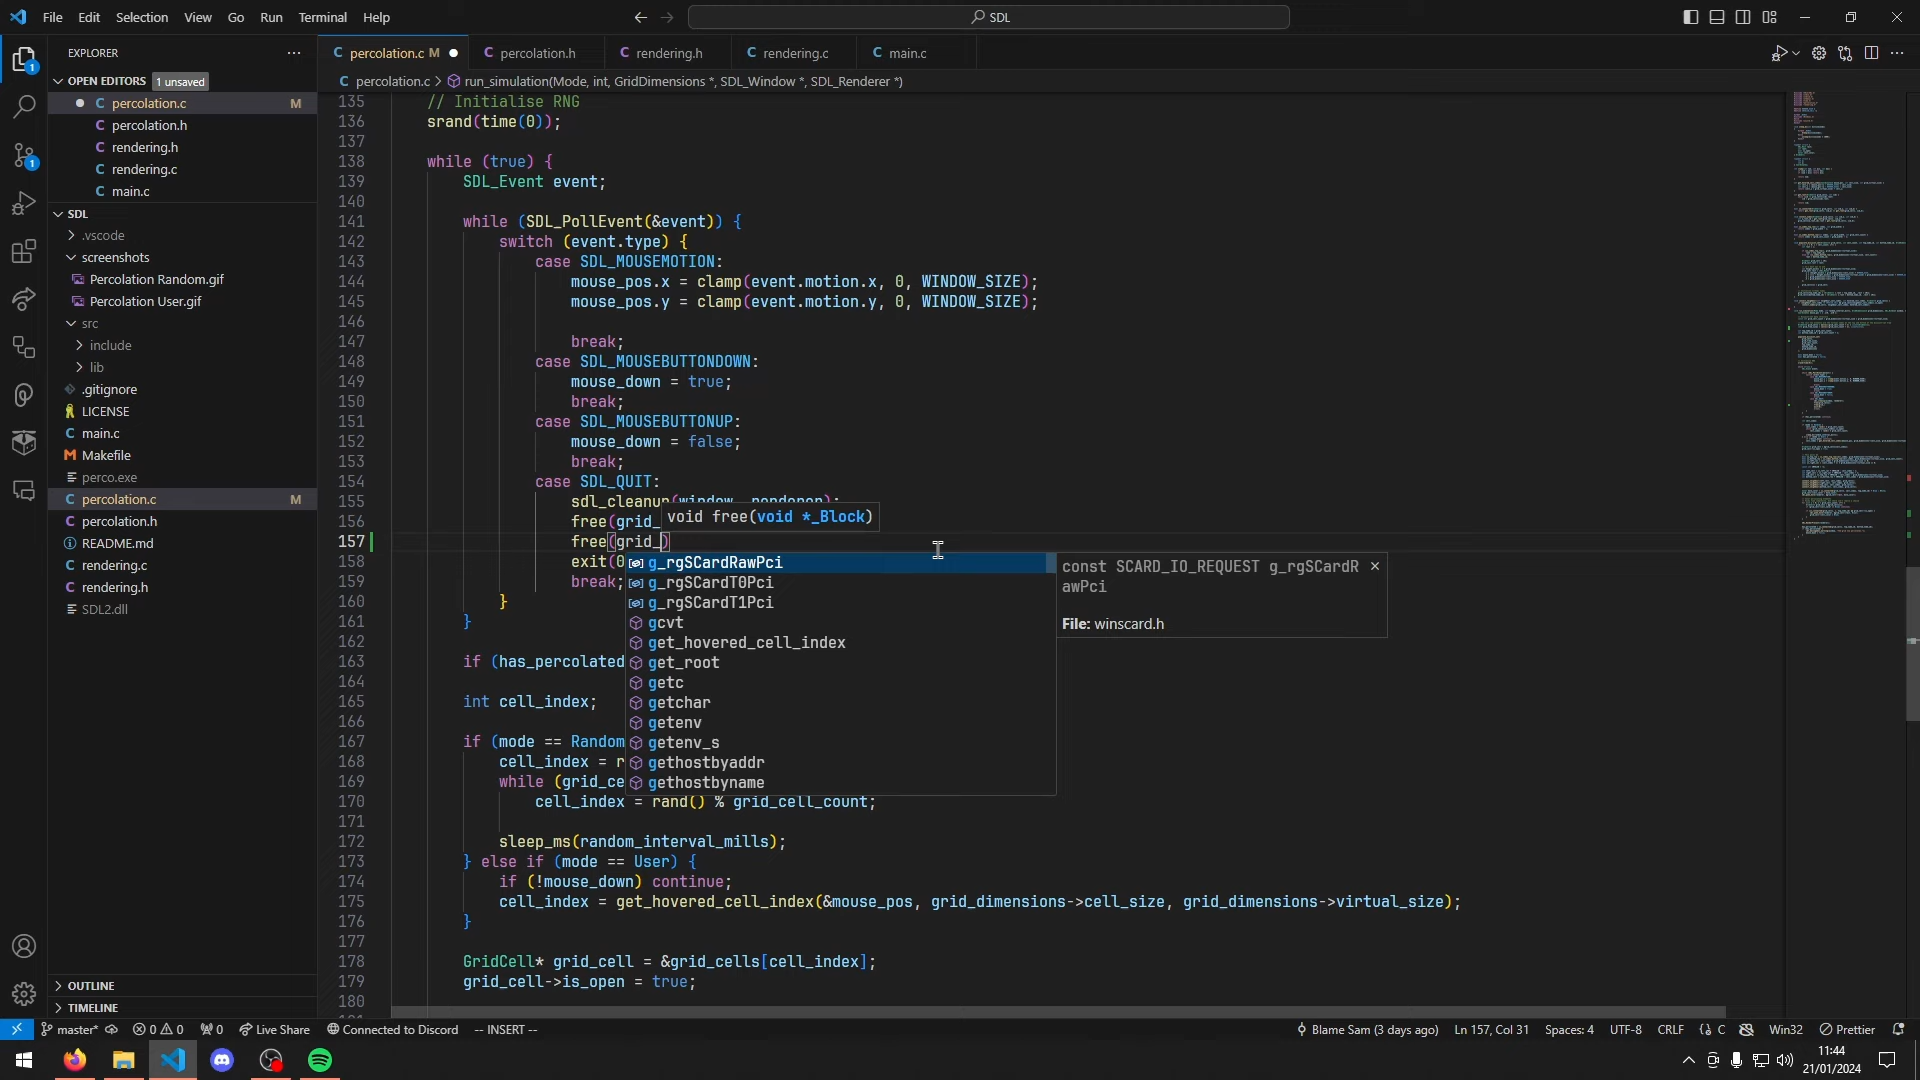 File Edit Selection View Go Run Terminal Help
SDL
EXPLORER
OPEN EDITORS 1 unsaved
percolation.c M
percolation.h
rendering.h
rendering.c
main.c
SDL
.vscode
screenshots
Percolation Random.gif
Percolation User.gif
src
include
lib
.gitignore
LICENSE
main.c
Makefile
perco.exe
percolation.c M
percolation.h
README.md
rendering.c
rendering.h
SDL2.dll
OUTLINE
TIMELINE
percolation.c M percolation.h rendering.h rendering.c main.c
percolation.c > run_simulation(Mode, int, GridDimensions *, SDL_Window *, SDL_Renderer *)
135 // Initialise RNG
136 srand(time(0));
137
138 while (true) {
139 SDL_Event event;
140
141 while (SDL_PollEvent(&event)) {
142 switch (event.type) {
143 case SDL_MOUSEMOTION:
144 mouse_pos.x = clamp(event.motion.x, 0, WINDOW_SIZE);
145 mouse_pos.y = clamp(event.motion.y, 0, WINDOW_SIZE);
146
147 break;
148 case SDL_MOUSEBUTTONDOWN:
149 mouse_down = true;
150 break;
151 case SDL_MOUSEBUTTONUP:
152 mouse_down = false;
153 break;
154 case SDL_QUIT:
155 sdl_cleanup(window, renderer);
156 free(grid_
void free(void *_Block)
157 free(grid_)
158 exit(0
159 break;
160 }
161 }
162
163 if (has_percolated
164
165 int cell_index;
166
167 if (mode == Random
168 cell_index = r
169 while (grid_ce
170 cell_index = rand() % grid_cell_count;
171
172 sleep_ms(random_interval_mills);
173 } else if (mode == User) {
174 if (!mouse_down) continue;
175 cell_index = get_hovered_cell_index(&mouse_pos, grid_dimensions->cell_size, grid_dimensions->virtual_size);
176 }
177
178 GridCell* grid_cell = &grid_cells[cell_index];
179 grid_cell->is_open = true;
180
g_rgSCardRawPci
g_rgSCardT0Pci
g_rgSCardT1Pci
gcvt
get_hovered_cell_index
get_root
getc
getchar
getenv
getenv_s
gethostbyaddr
gethostbyname
const SCARD_IO_REQUEST g_rgSCardR
awPci
File: winscard.h
master* 0 0 0 Live Share Connected to Discord -- INSERT -- Blame Sam (3 days ago) Ln 157, Col 31 Spaces: 4 UTF-8 CRLF {} C Win32 Prettier
11:44
21/01/2024